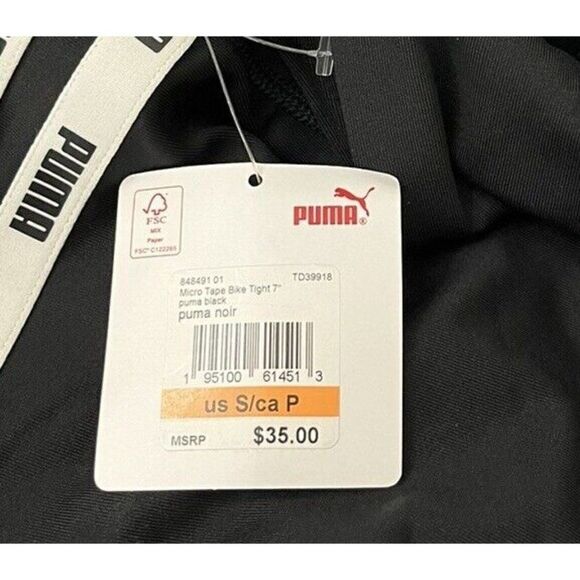 PUMA
FSC
MIX
Paper
FSC® C122265
PUMA®
848491 01 TD39918
Micro Tape Bike Tight 7"
puma black
puma noir
1 95100 61451 3
us S/ca P
MSRP $35.00